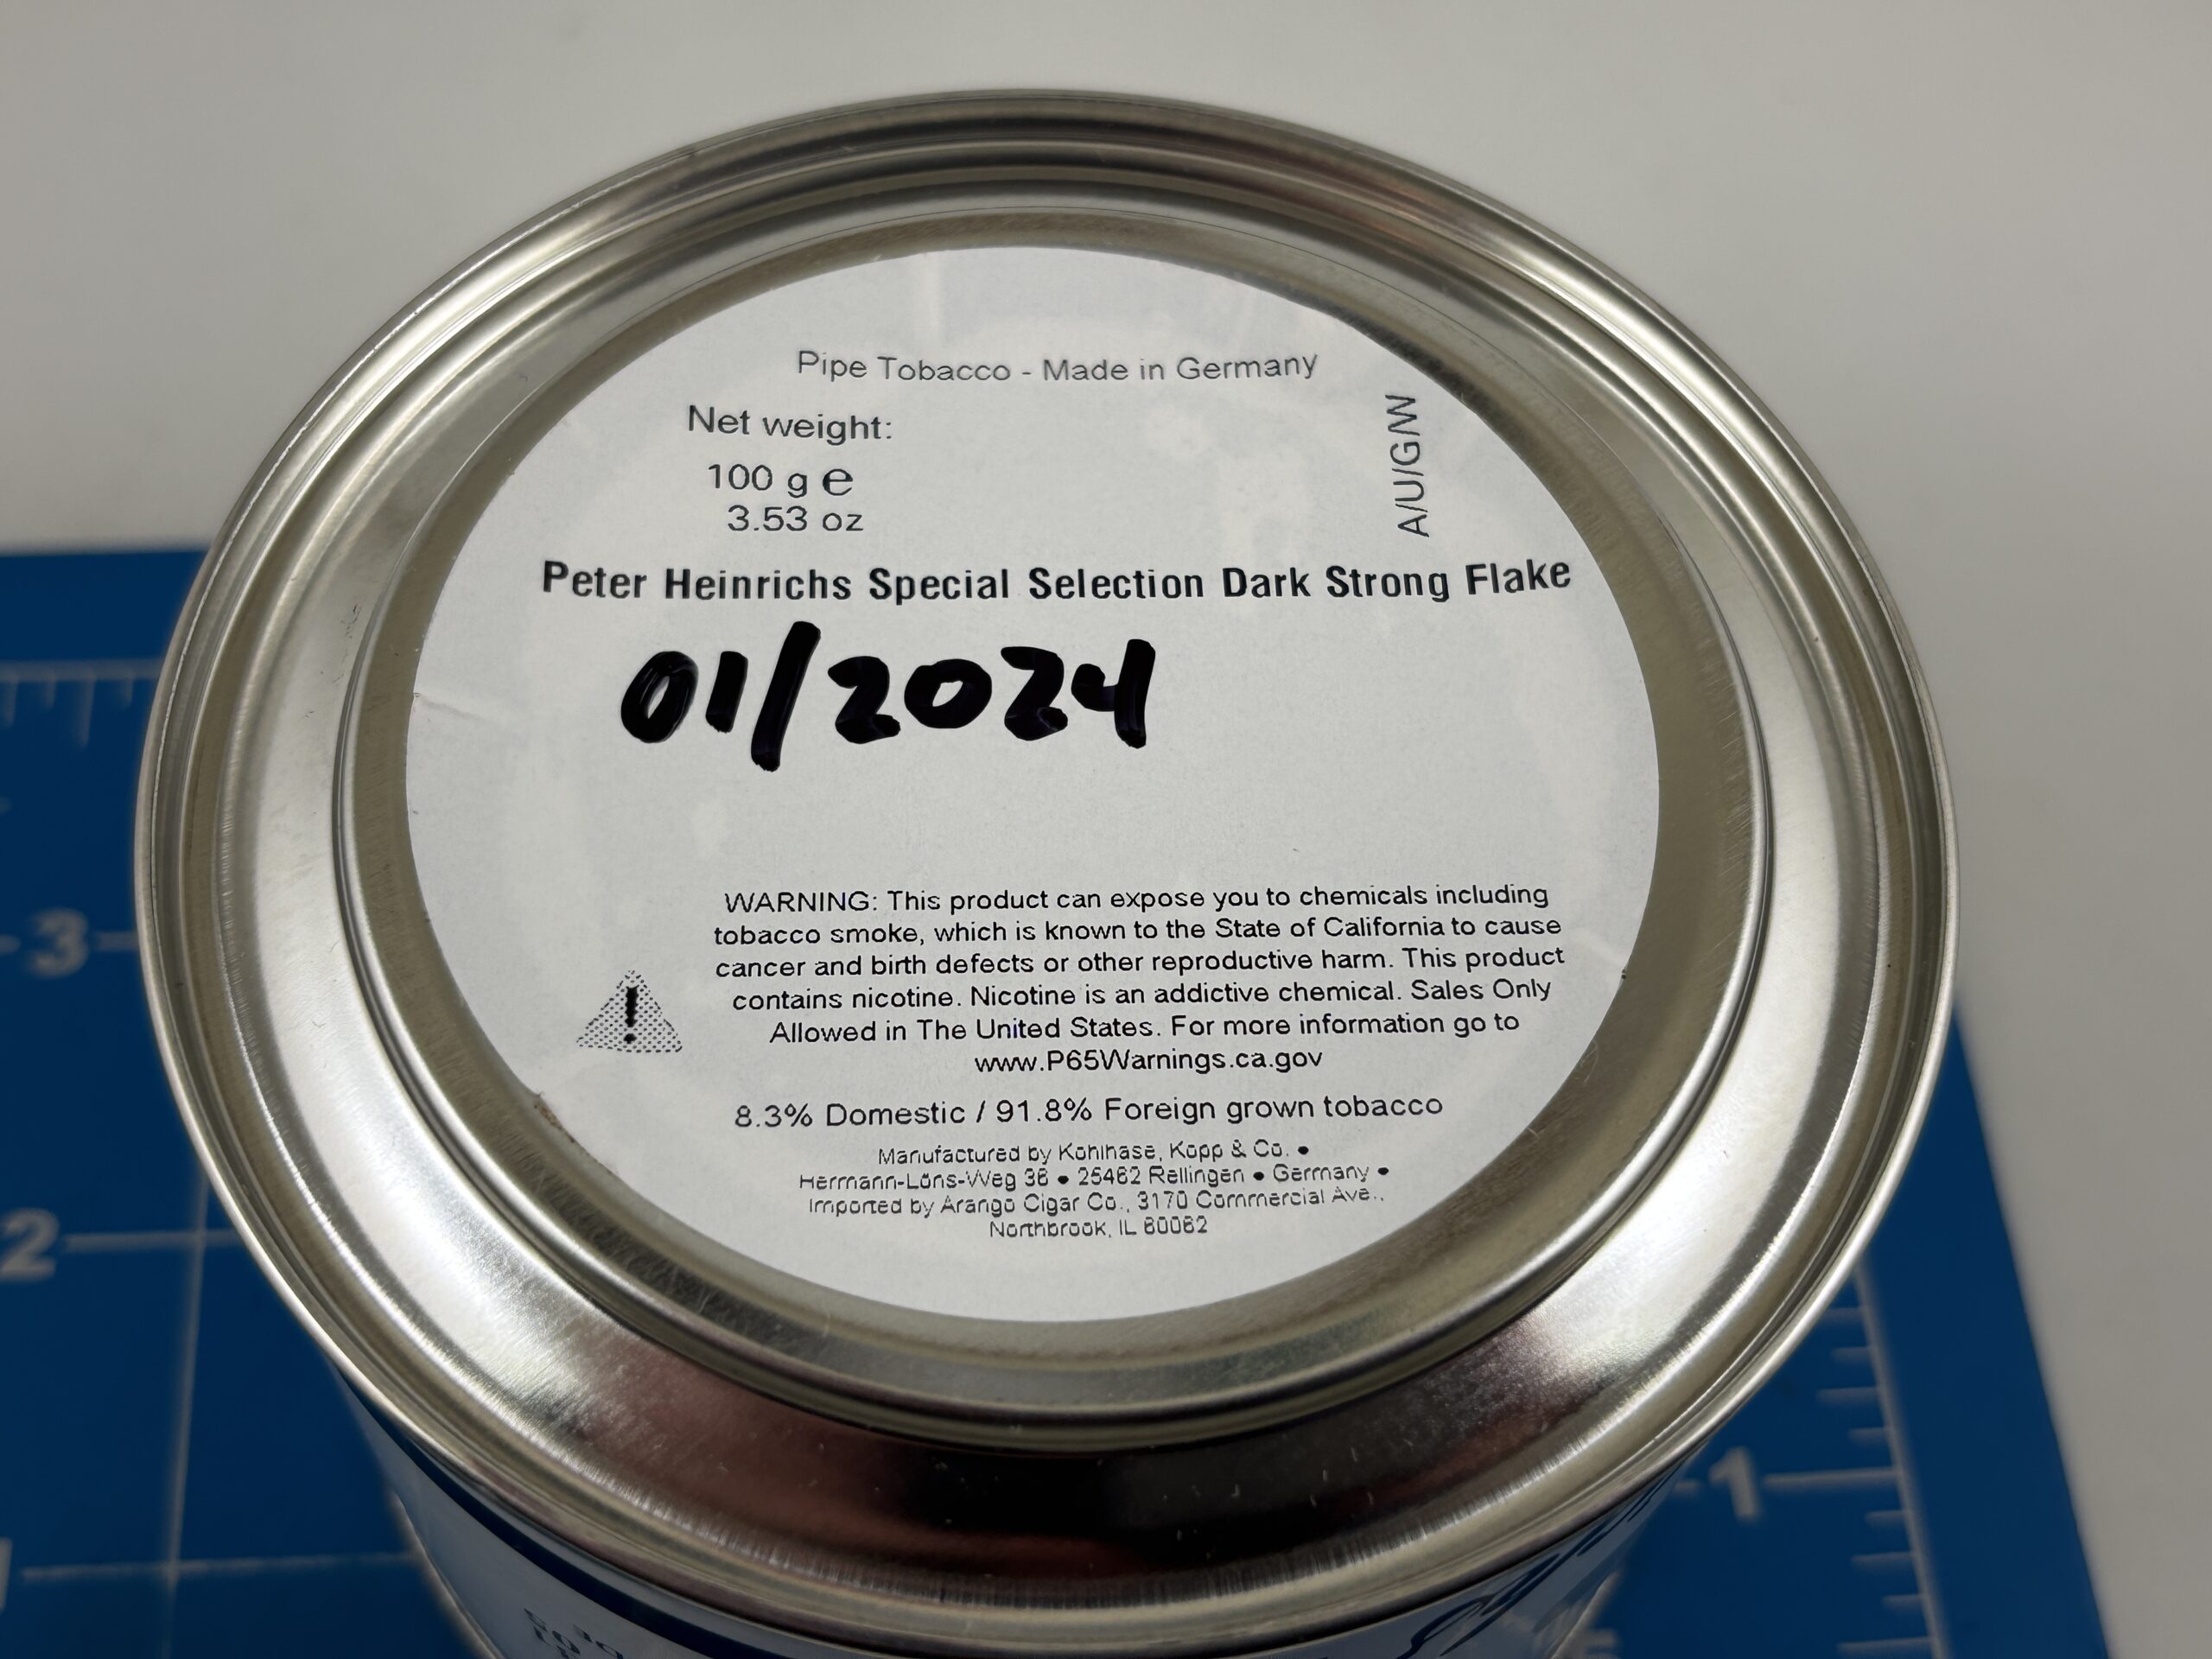 Pipe Tobacco - Made in Germany
Net weight:
100 g e
3.53 oz
A/U/G/W
Peter Heinrichs Special Selection Dark Strong Flake
01/2024
WARNING: This product can expose you to chemicals including
tobacco smoke, which is known to the State of California to cause
cancer and birth defects or other reproductive harm. This product
contains nicotine. Nicotine is an addictive chemical. Sales Only
Allowed in The United States. For more information go to
www.P65Warnings.ca.gov
!
8.3% Domestic / 91.8% Foreign grown tobacco
Manufactured by Kohlhase, Kopp & Co. •
Hermann-Löns-Weg 36 • 25462 Rellingen • Germany •
Imported by Arango Cigar Co., 3170 Commercial Ave.,
Northbrook, IL 60062
3
2
1
1